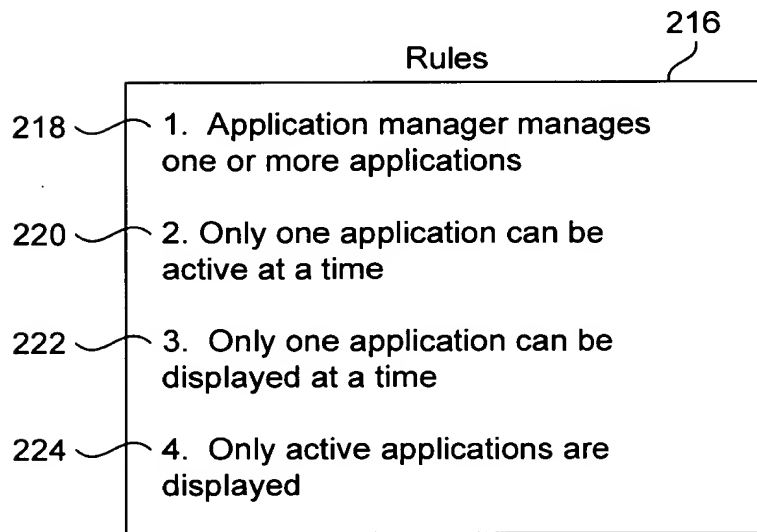 216
Rules
218 1. Application manager manages
one or more applications
220 2. Only one application can be
active at a time
222 3. Only one application can be
displayed at a time
224 4. Only active applications are
displayed